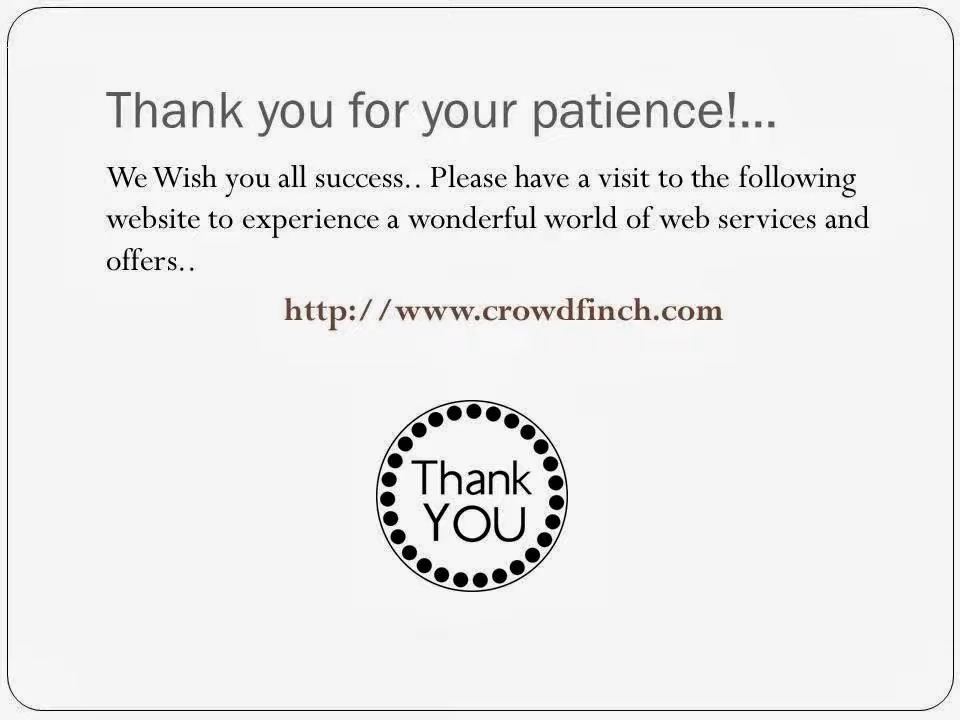 Thank you for your patience!...
We Wish you all success.. Please have a visit to the following
website to experience a wonderful world of web services and
offers..
http://www.crowdfinch.com
Thank
YOU